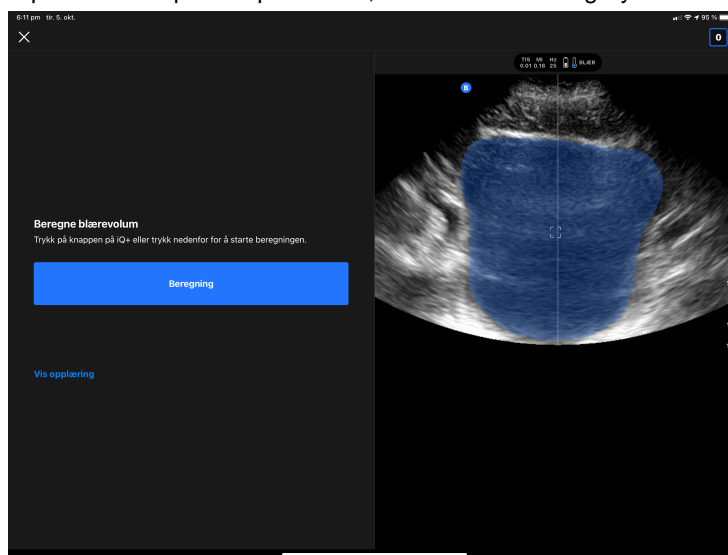 6:11 pm tir. 5. okt.
95 %
0
TIS MI Hz
0.01 0.18 25
BLÆR
B
Beregne blærevolum
Trykk på knappen på iQ+ eller trykk nedenfor for å starte beregningen.
Beregning
Vis opplæring